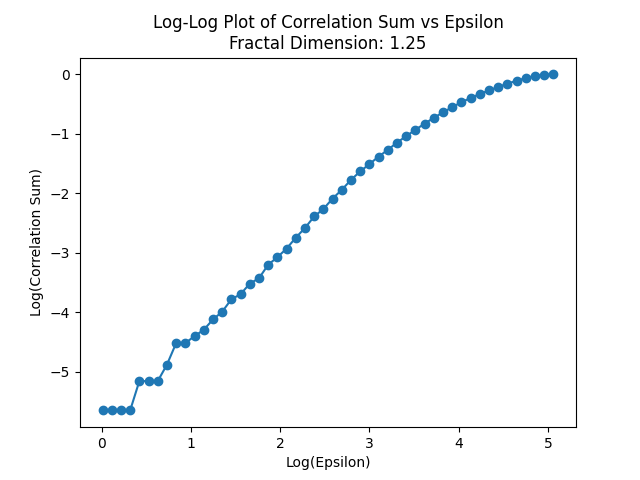 Log-Log Plot of Correlation Sum vs Epsilon
Fractal Dimension: 1.25
0
−1
−2
−3
−4
−5
Log(Correlation Sum)
0 1 2 3 4 5
Log(Epsilon)